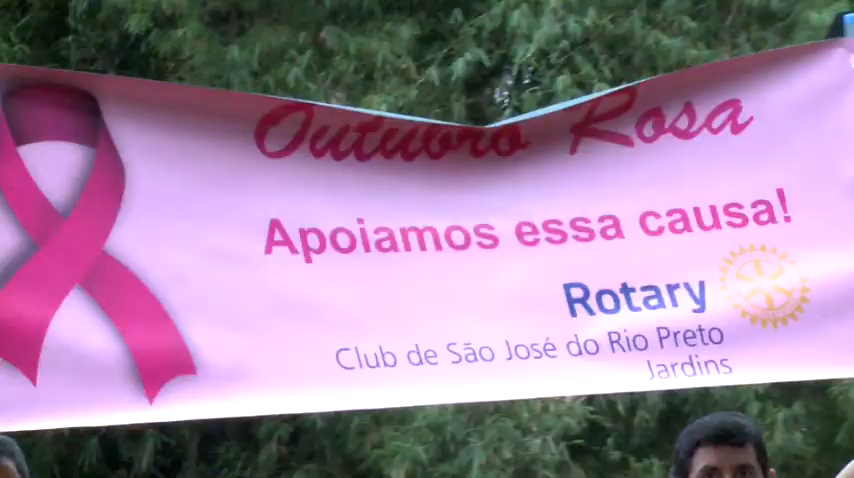 Outubro Rosa
Apoiamos essa causa!
Rotary
Club de São José do Rio Preto
Jardins